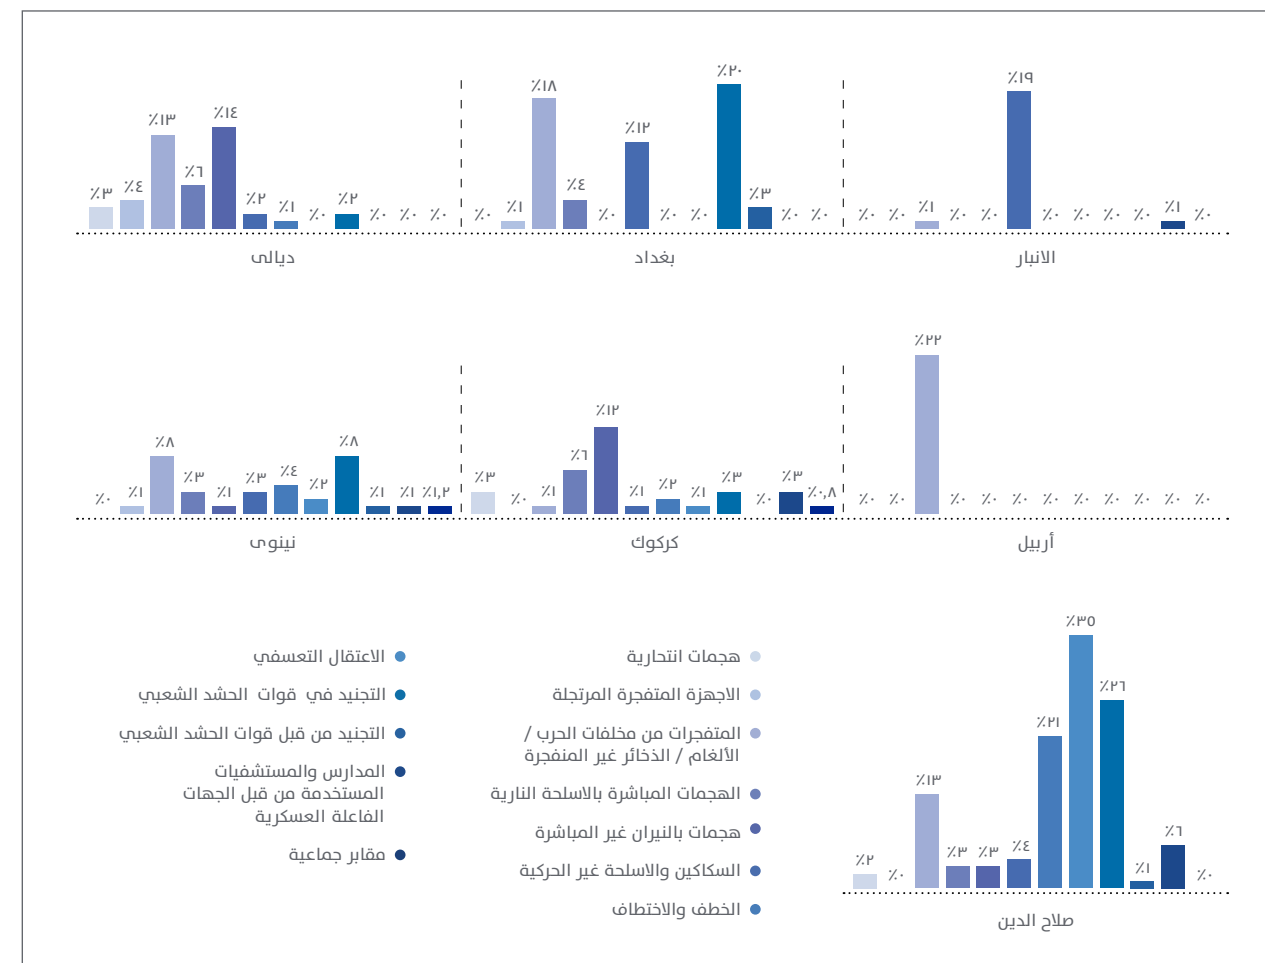 ٪٠ ٪٠ ٪١ ٪٠ ٪٠ ٪١٩ ٪٠ ٪٠ ٪٠ ٪٠ ٪١ ٪٠
الانبار
٪٠ ٪١ ٪١٨ ٪٤ ٪٠ ٪١٢ ٪٠ ٪٠ ٪٢٠ ٪٣ ٪٠ ٪٠
بغداد
٪٣ ٪٤ ٪١٣ ٪٦ ٪١٤ ٪٢ ٪١ ٪٠ ٪٢ ٪٠ ٪٠ ٪٠
ديالى
٪٠ ٪٠ ٪٢٢ ٪٠ ٪٠ ٪٠ ٪٠ ٪٠ ٪٠ ٪٠ ٪٠ ٪٠
أربيل
٪٣ ٪٠ ٪١ ٪٦ ٪١٢ ٪١ ٪٢ ٪١ ٪٣ ٪٠ ٪٣ ٪٠,٨
كركوك
٪٠ ٪١ ٪٨ ٪٣ ٪١ ٪٣ ٪٤ ٪٢ ٪٨ ٪١ ٪١ ٪١,٢
نينوى
٪٢ ٪٠ ٪١٣ ٪٣ ٪٣ ٪٤ ٪٢١ ٪٣٥ ٪٢٦ ٪١ ٪٦ ٪٠
صلاح الدين
هجمات انتحارية
الاجهزة المتفجرة المرتجلة
المتفجرات من مخلفات الحرب /
الألغام / الذخائر غير المنفجرة
الهجمات المباشرة بالاسلحة النارية
هجمات بالنيران غير المباشرة
السكاكين والاسلحة غير الحركية
الخطف والاختطاف
الاعتقال التعسفي
التجنيد في قوات الحشد الشعبي
التجنيد من قبل قوات الحشد الشعبي
المدارس والمستشفيات
المستخدمة من قبل الجهات
الفاعلة العسكرية
مقابر جماعية